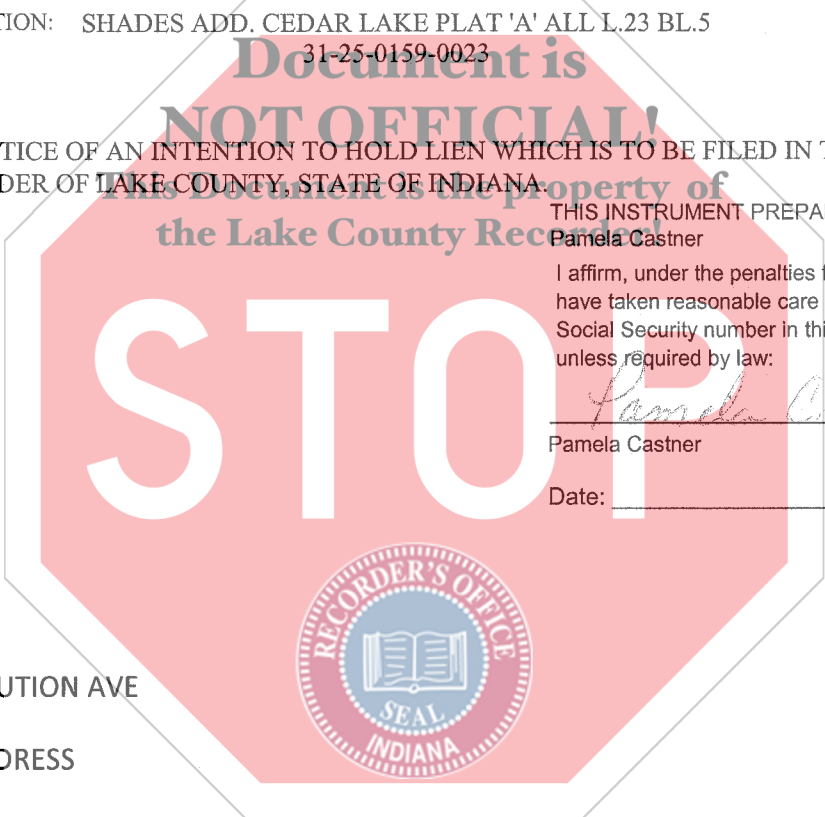 TION: SHADES ADD. CEDAR LAKE PLAT 'A' ALL L.23 BL.5
31-25-0159-0023
Document is
NOT OFFICIAL!
TICE OF AN INTENTION TO HOLD LIEN WHICH IS TO BE FILED IN T
DER OF LAKE COUNTY, STATE OF INDIANA.
This Document is the property of
the Lake County Recorder!
THIS INSTRUMENT PREPA
Pamela Castner
I affirm, under the penalties f
have taken reasonable care
Social Security number in thi
unless required by law:
Pamela C
Pamela Castner
Date:
STOP
RECORDER'S OFFICE
SEAL
INDIANA
UTION AVE
DRESS